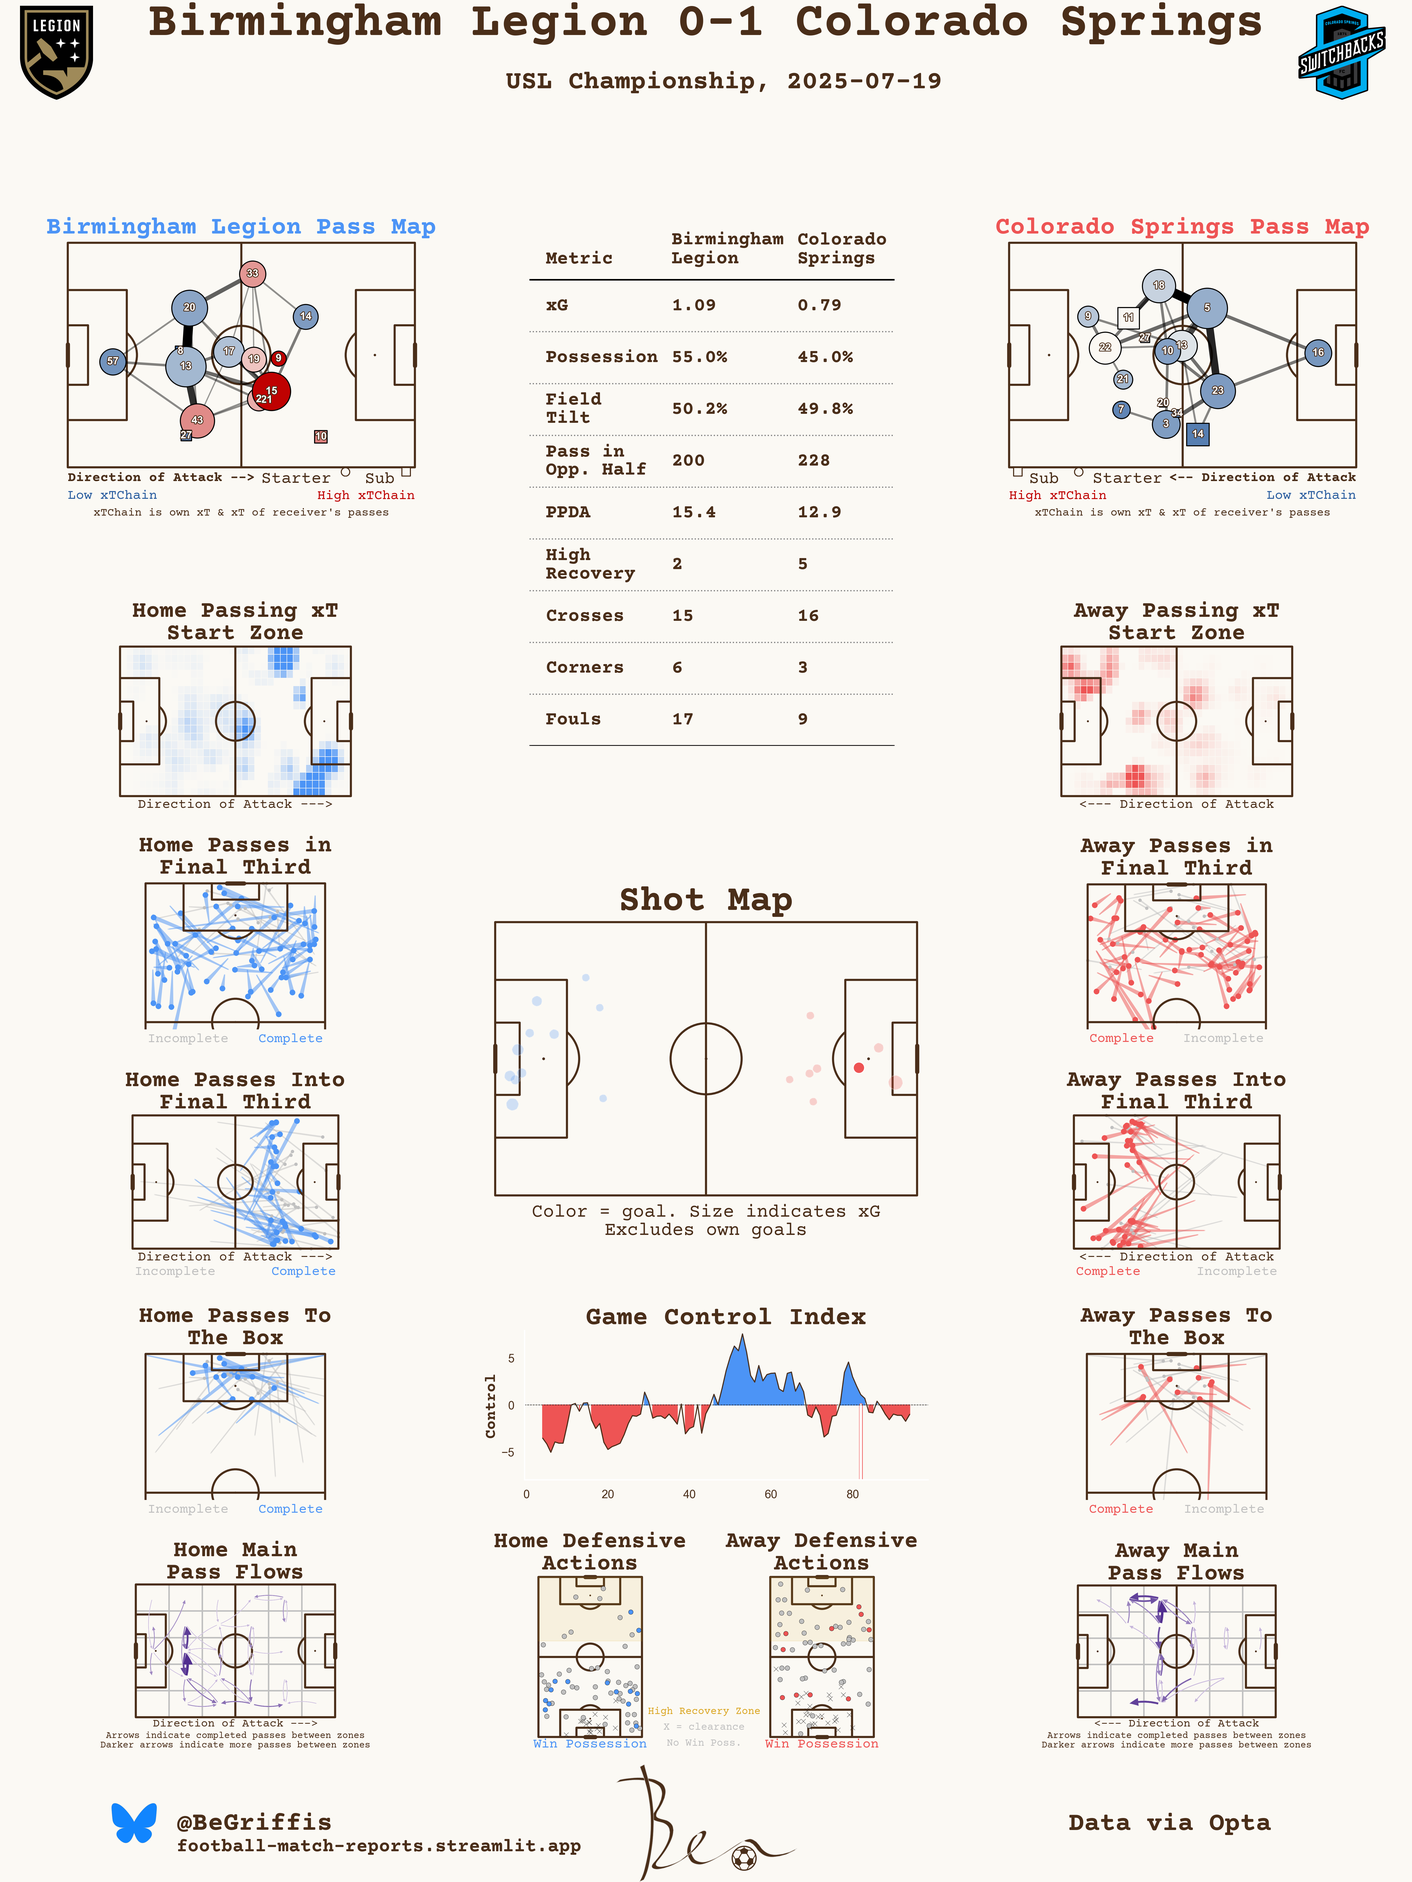 LEGION
Birmingham Legion 0-1 Colorado Springs
USL Championship, 2025-07-19
SWITCHBACKS
Birmingham Legion Pass Map
33
20
14
57
8
13
17
19
9
15
2221
43
27
10
Direction of Attack --> Starter Sub
Low xTChain High xTChain
xTChain is own xT & xT of receiver's passes
Metric Birmingham Legion Colorado Springs
xG 1.09 0.79
Possession 55.0% 45.0%
Field Tilt 50.2% 49.8%
Pass in Opp. Half 200 228
PPDA 15.4 12.9
High Recovery 2 5
Crosses 15 16
Corners 6 3
Fouls 17 9
Colorado Springs Pass Map
18
5
9
11
27
22
10
13
16
21
23
7
20
34
3
14
Sub Starter <-- Direction of Attack
High xTChain Low xTChain
xTChain is own xT & xT of receiver's passes
Home Passing xT
Start Zone
Direction of Attack --->
Away Passing xT
Start Zone
<--- Direction of Attack
Home Passes in
Final Third
Incomplete Complete
Away Passes in
Final Third
Complete Incomplete
Shot Map
Color = goal. Size indicates xG
Excludes own goals
Home Passes Into
Final Third
Direction of Attack --->
Incomplete Complete
Away Passes Into
Final Third
<--- Direction of Attack
Complete Incomplete
Home Passes To
The Box
Incomplete Complete
Game Control Index
Control
5
0
−5
0 20 40 60 80
Away Passes To
The Box
Complete Incomplete
Home Main
Pass Flows
Direction of Attack --->
Arrows indicate completed passes between zones
Darker arrows indicate more passes between zones
Home Defensive
Actions
Win Possession
Away Defensive
Actions
Win Possession
High Recovery Zone
X = clearance
No Win Poss.
Away Main
Pass Flows
<--- Direction of Attack
Arrows indicate completed passes between zones
Darker arrows indicate more passes between zones
@BeGriffis
football-match-reports.streamlit.app
Ben
Data via Opta